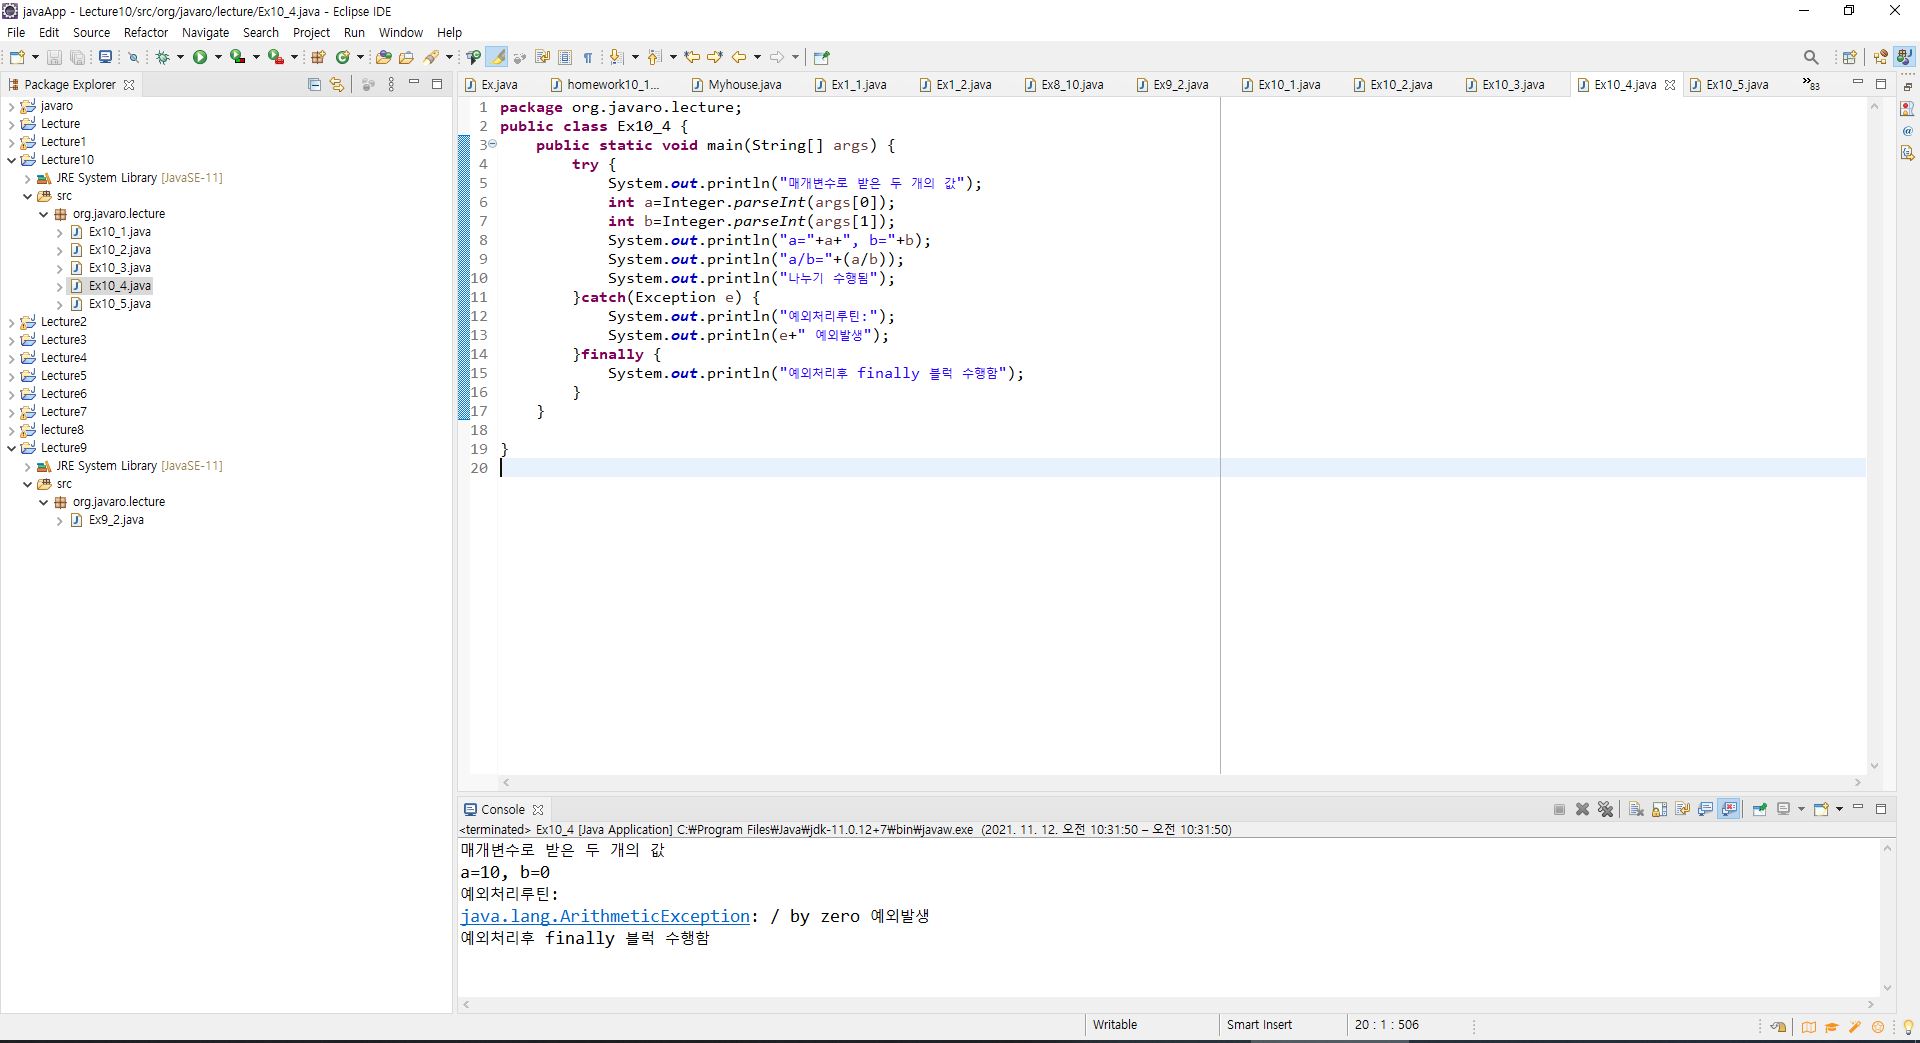 javaApp - Lecture10/src/org/javaro/lecture/Ex10_4.java - Eclipse IDE
File Edit Source Refactor Navigate Search Project Run Window Help
Package Explorer
javaro
Lecture
Lecture1
Lecture10
JRE System Library [JavaSE-11]
src
org.javaro.lecture
Ex10_1.java
Ex10_2.java
Ex10_3.java
Ex10_4.java
Ex10_5.java
Lecture2
Lecture3
Lecture4
Lecture5
Lecture6
Lecture7
lecture8
Lecture9
JRE System Library [JavaSE-11]
src
org.javaro.lecture
Ex9_2.java
Ex.java homework10_1... Myhouse.java Ex1_1.java Ex1_2.java Ex8_10.java Ex9_2.java Ex10_1.java Ex10_2.java Ex10_3.java Ex10_4.java Ex10_5.java »83
1 package org.javaro.lecture;
2 public class Ex10_4 {
3 public static void main(String[] args) {
4 try {
5 System.out.println("매개변수로 받은 두 개의 값");
6 int a=Integer.parseInt(args[0]);
7 int b=Integer.parseInt(args[1]);
8 System.out.println("a="+a+", b="+b);
9 System.out.println("a/b="+(a/b));
10 System.out.println("나누기 수행됨");
11 }catch(Exception e) {
12 System.out.println("예외처리루틴:");
13 System.out.println(e+" 예외발생");
14 }finally {
15 System.out.println("예외처리후 finally 블럭 수행함");
16 }
17 }
18
19 }
20
Console
<terminated> Ex10_4 [Java Application] C:₩Program Files₩Java₩jdk-11.0.12+7₩bin₩javaw.exe (2021. 11. 12. 오전 10:31:50 – 오전 10:31:50)
매개변수로 받은 두 개의 값
a=10, b=0
예외처리루틴:
java.lang.ArithmeticException: / by zero 예외발생
예외처리후 finally 블럭 수행함
Writable Smart Insert 20 : 1 : 506